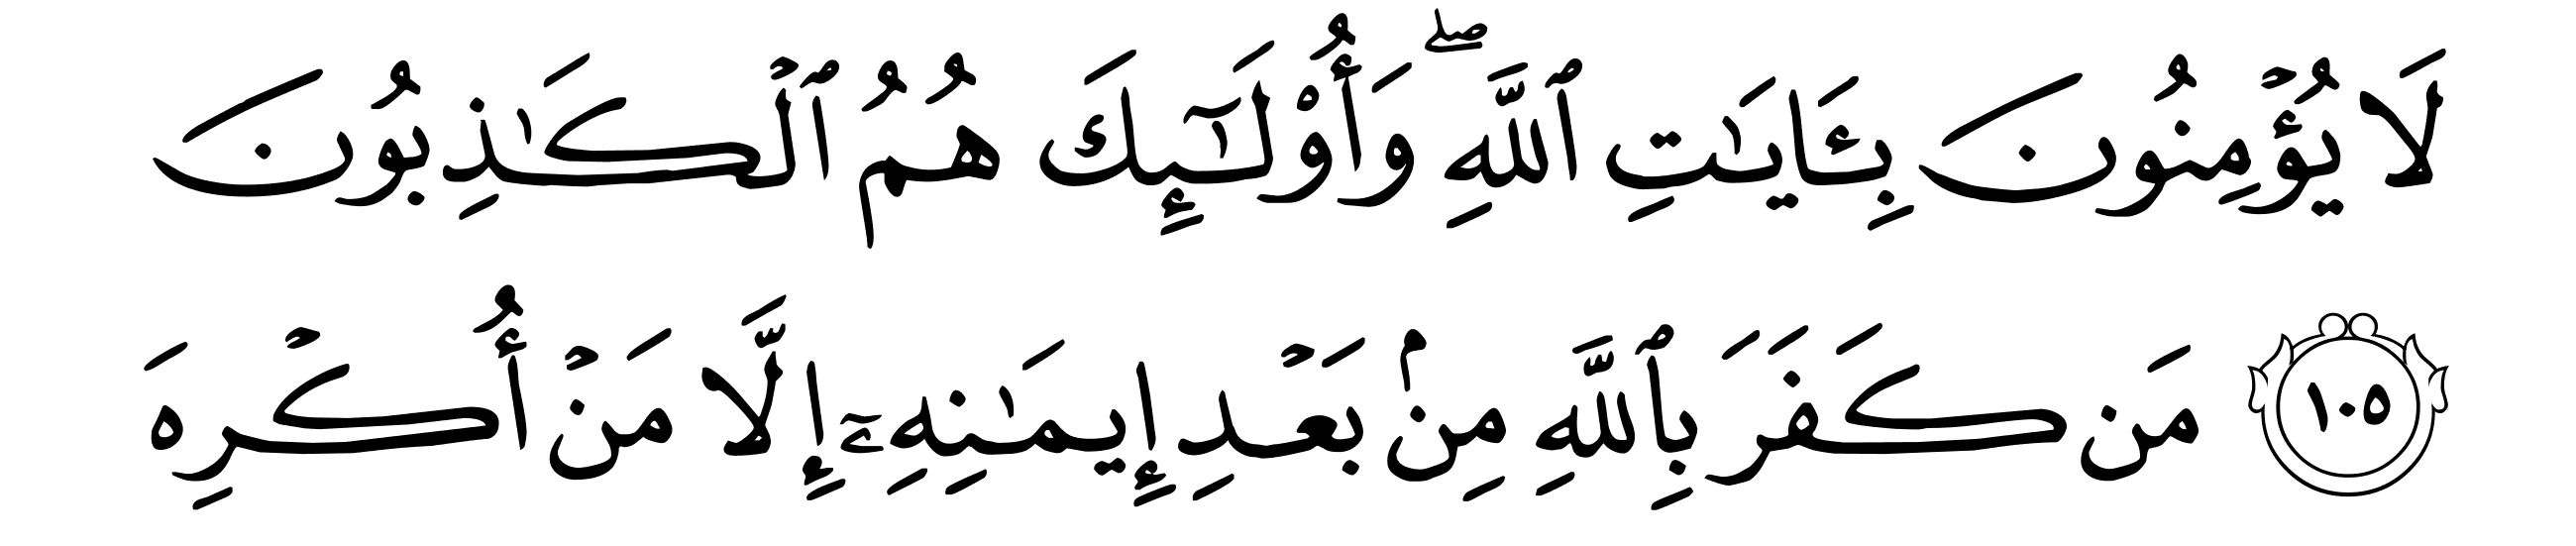 لَا يُؤۡمِنُونَ بِـَٔايَٰتِ ٱللَّهِۖ وَأُوْلَٰٓئِكَ هُمُ ٱلۡكَٰذِبُونَ
١٠٥ مَن كَفَرَ بِٱللَّهِ مِنۢ بَعۡدِ إِيمَٰنِهِۦٓ إِلَّا مَنۡ أُكۡرِهَ